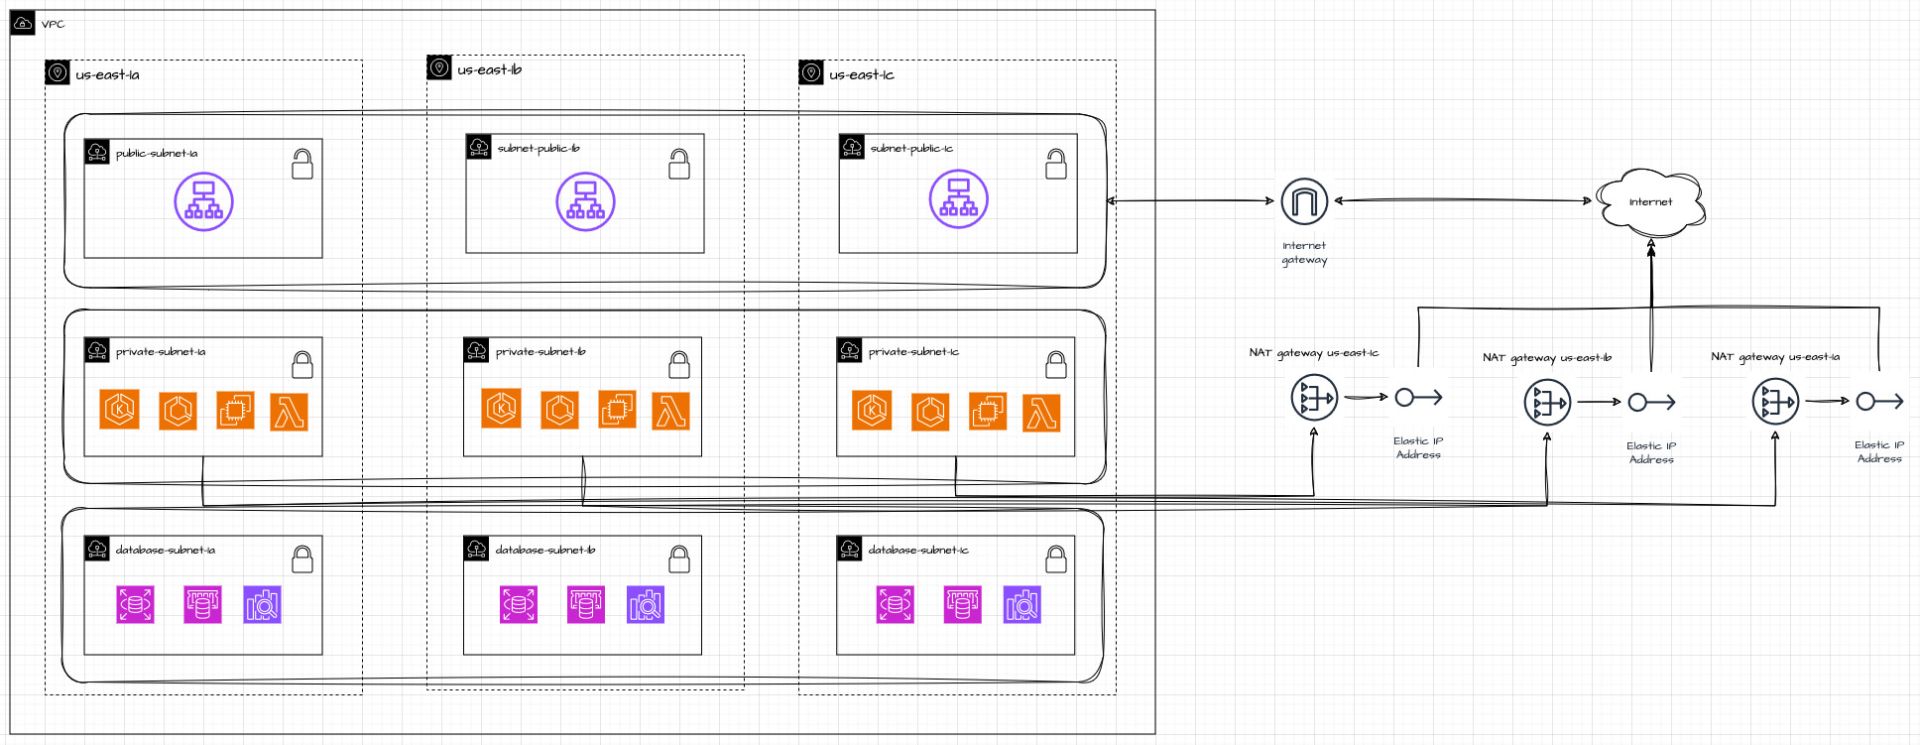 VPC
us-east-1a
us-east-1b
us-east-1c
public-subnet-1a
subnet-public-1b
subnet-public-1c
Internet
gateway
Internet
private-subnet-1a
private-subnet-1b
private-subnet-1c
NAT gateway us-east-1c
NAT gateway us-east-1b
NAT gateway us-east-1a
K
K
K
Elastic IP
Address
Elastic IP
Address
Elastic IP
Address
database-subnet-1a
database-subnet-1b
database-subnet-1c